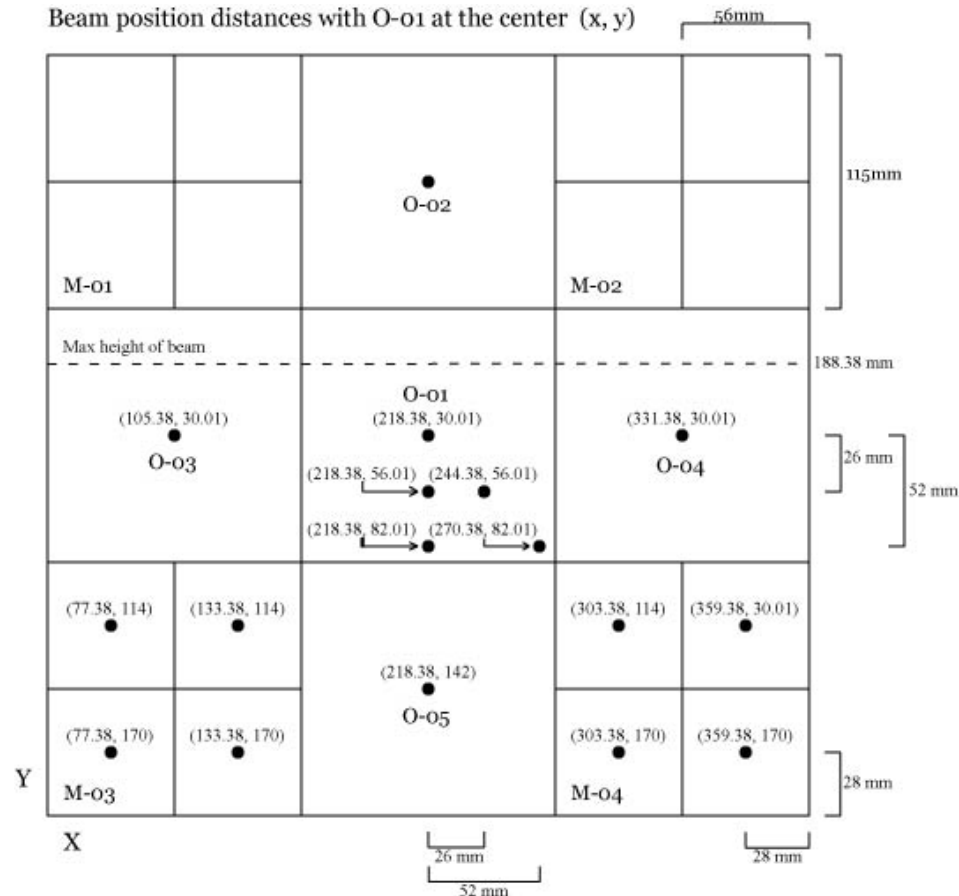 Beam position distances with O-01 at the center (x, y)
56mm
115mm
O-02
M-01
M-02
Max height of beam
188.38 mm
O-01
(105.38, 30.01)
(218.38, 30.01)
(331.38, 30.01)
O-03
O-04
26 mm
(218.38, 56.01)
(244.38, 56.01)
52 mm
(218.38, 82.01)
(270.38, 82.01)
(77.38, 114)
(133.38, 114)
(303.38, 114)
(359.38, 30.01)
(218.38, 142)
O-05
(77.38, 170)
(133.38, 170)
(303.38, 170)
(359.38, 170)
Y
M-03
M-04
28 mm
X
26 mm
28 mm
52 mm